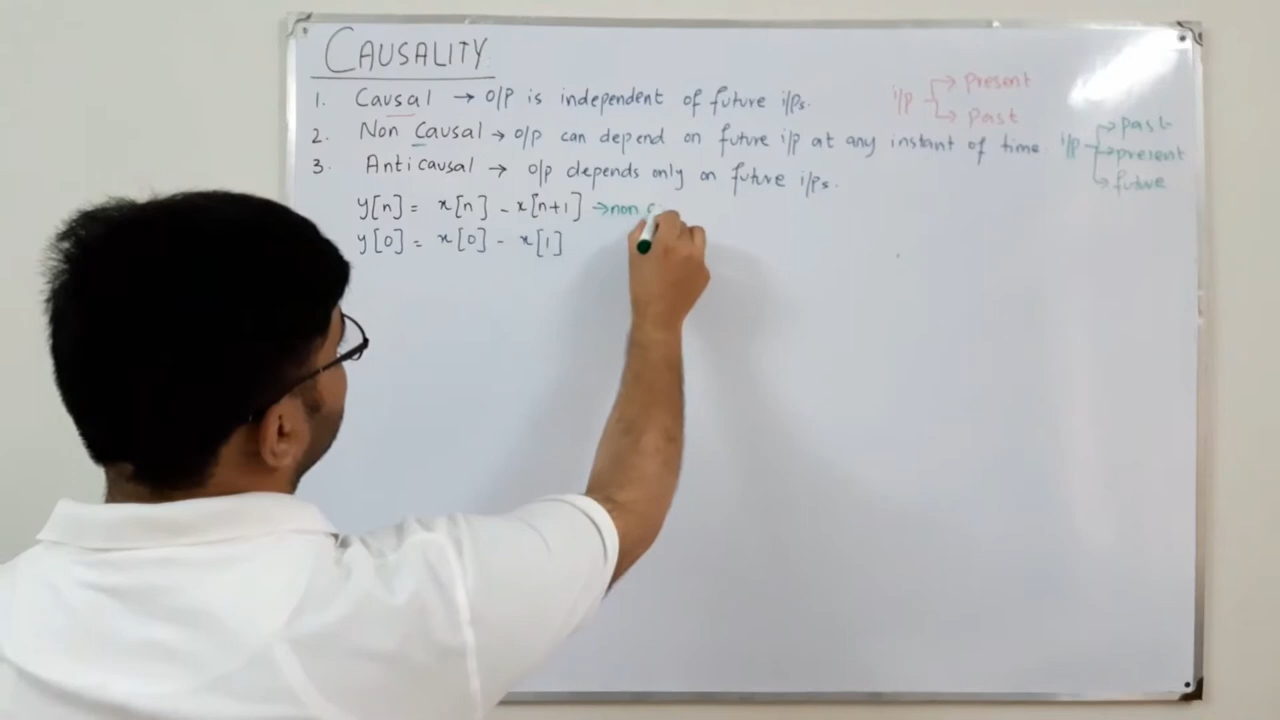 CAUSALITY
1. Causal → O/P is independent of future i/ps. i/p → Present → Past
2. Non Causal → O/p can depend on future i/p at any instant of time i/p → past → present → future
3. Anticausal → O/p depends only on future i/ps.
y[n] = x[n] - x[n+1] → non c
y[0] = x[0] - x[1]